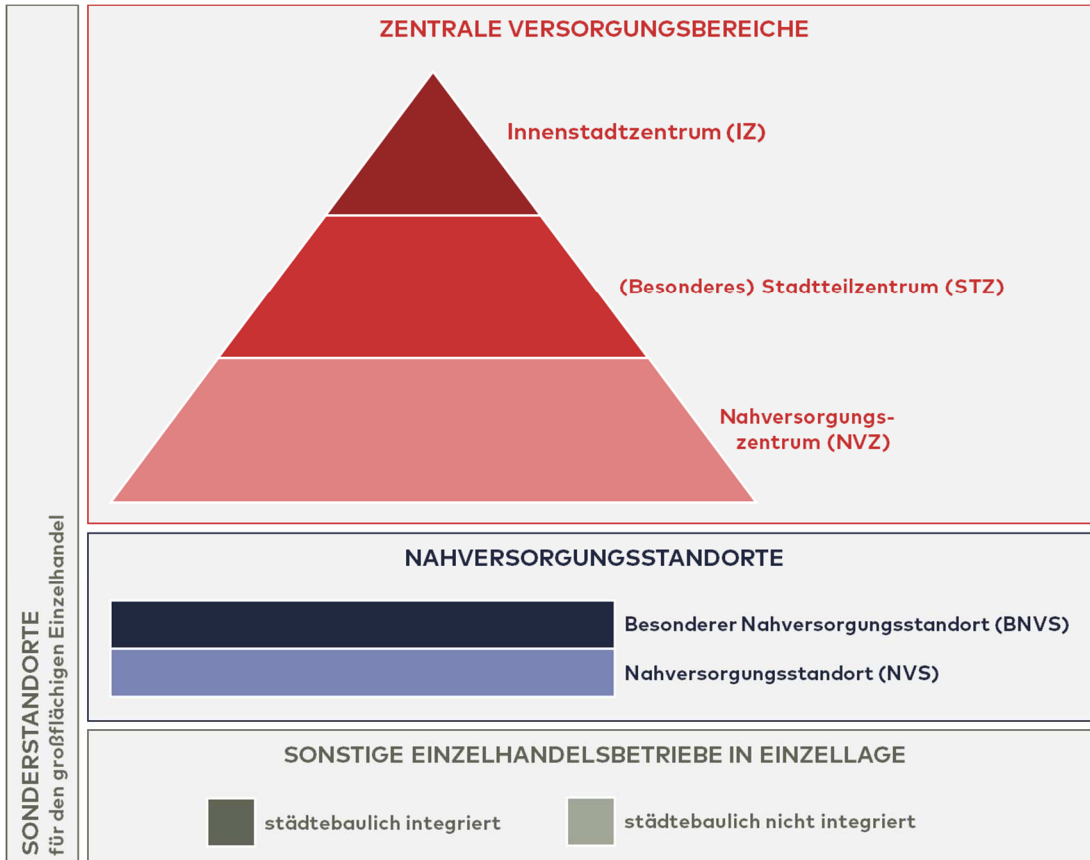 ZENTRALE VERSORGUNGSBEREICHE
Innenstadtzentrum (IZ)
(Besonderes) Stadtteilzentrum (STZ)
Nahversorgungs-
zentrum (NVZ)
NAHVERSORGUNGSSTANDORTE
Besonderer Nahversorgungsstandort (BNVS)
Nahversorgungsstandort (NVS)
SONSTIGE EINZELHANDELSBETRIEBE IN EINZELLAGE
städtebaulich integriert
städtebaulich nicht integriert
SONDERSTANDORTE
für den großflächigen Einzelhandel